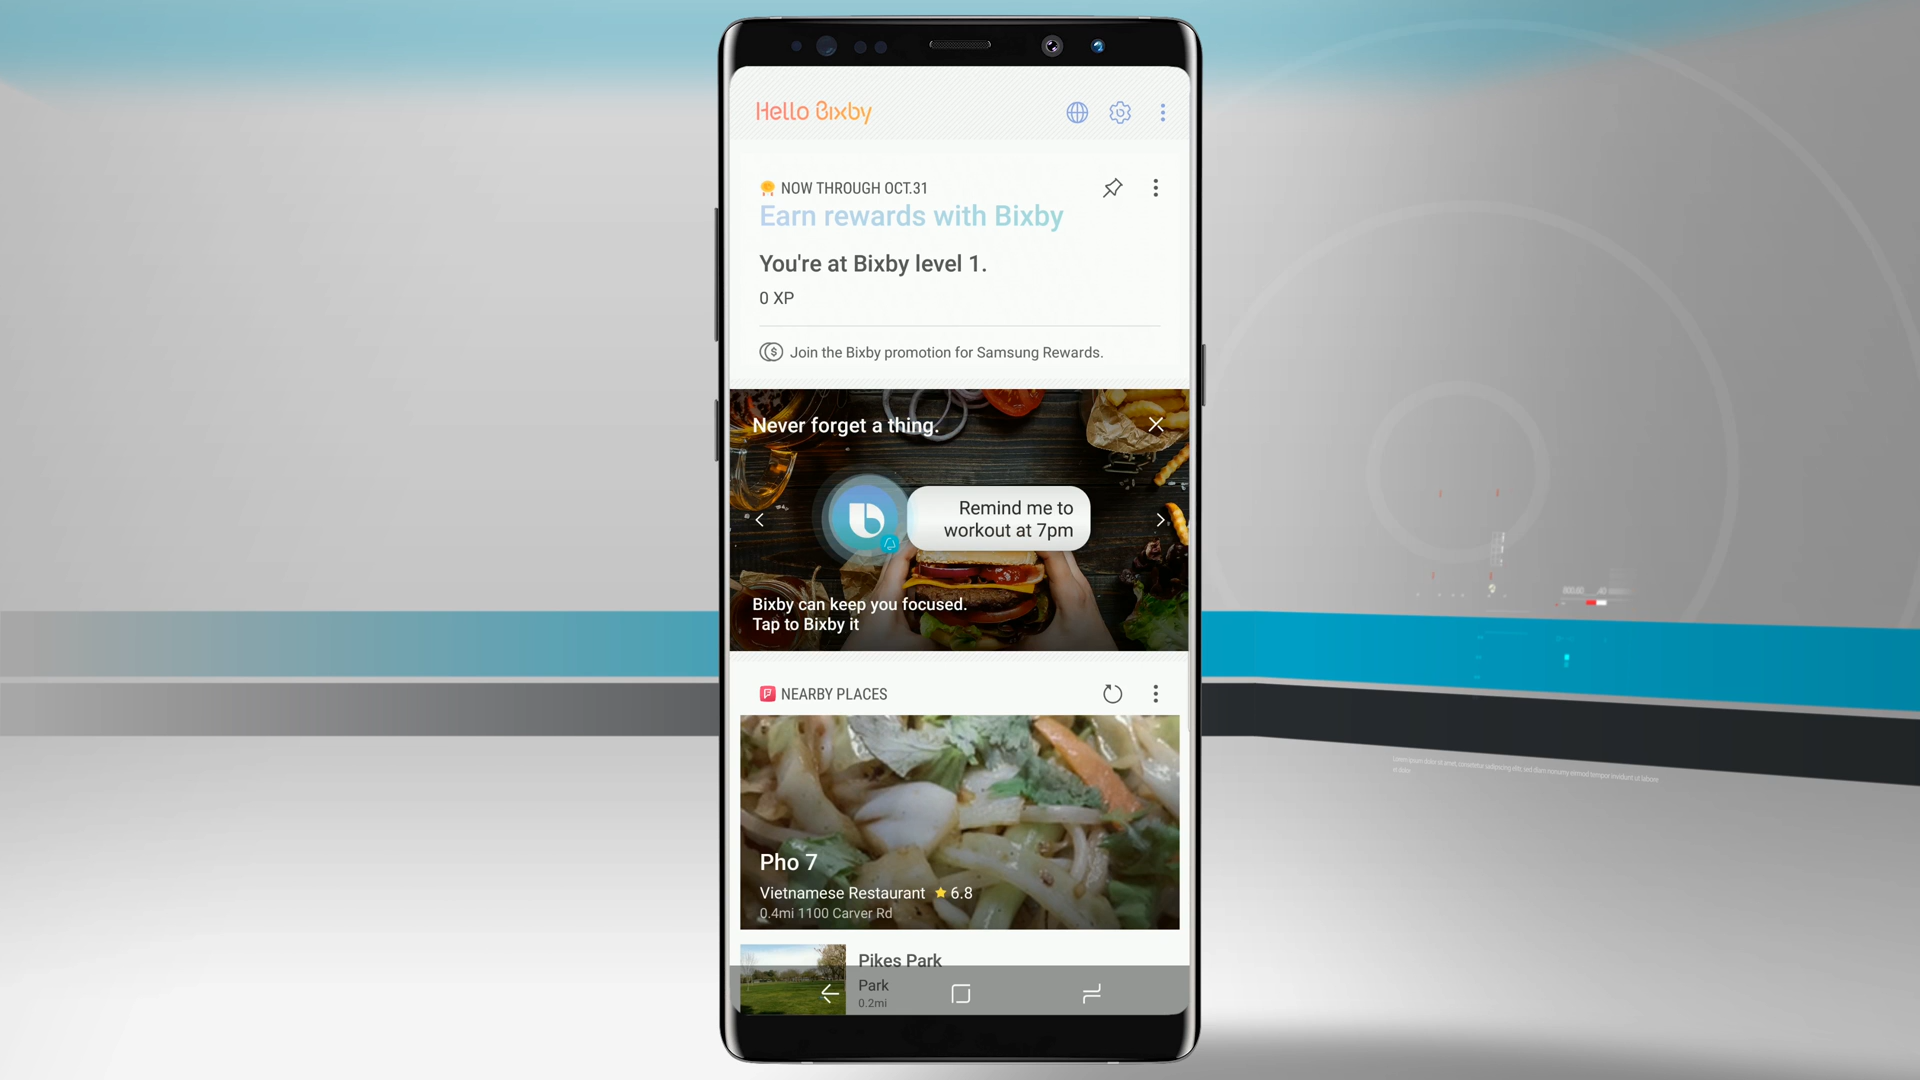 Hello Bixby
NOW THROUGH OCT.31
Earn rewards with Bixby
You're at Bixby level 1.
0 XP
Join the Bixby promotion for Samsung Rewards.
Never forget a thing.
Remind me to
workout at 7pm
Bixby can keep you focused.
Tap to Bixby it
NEARBY PLACES
Pho 7
Vietnamese Restaurant 6.8
0.4mi 1100 Carver Rd
Pikes Park
Park
0.2mi